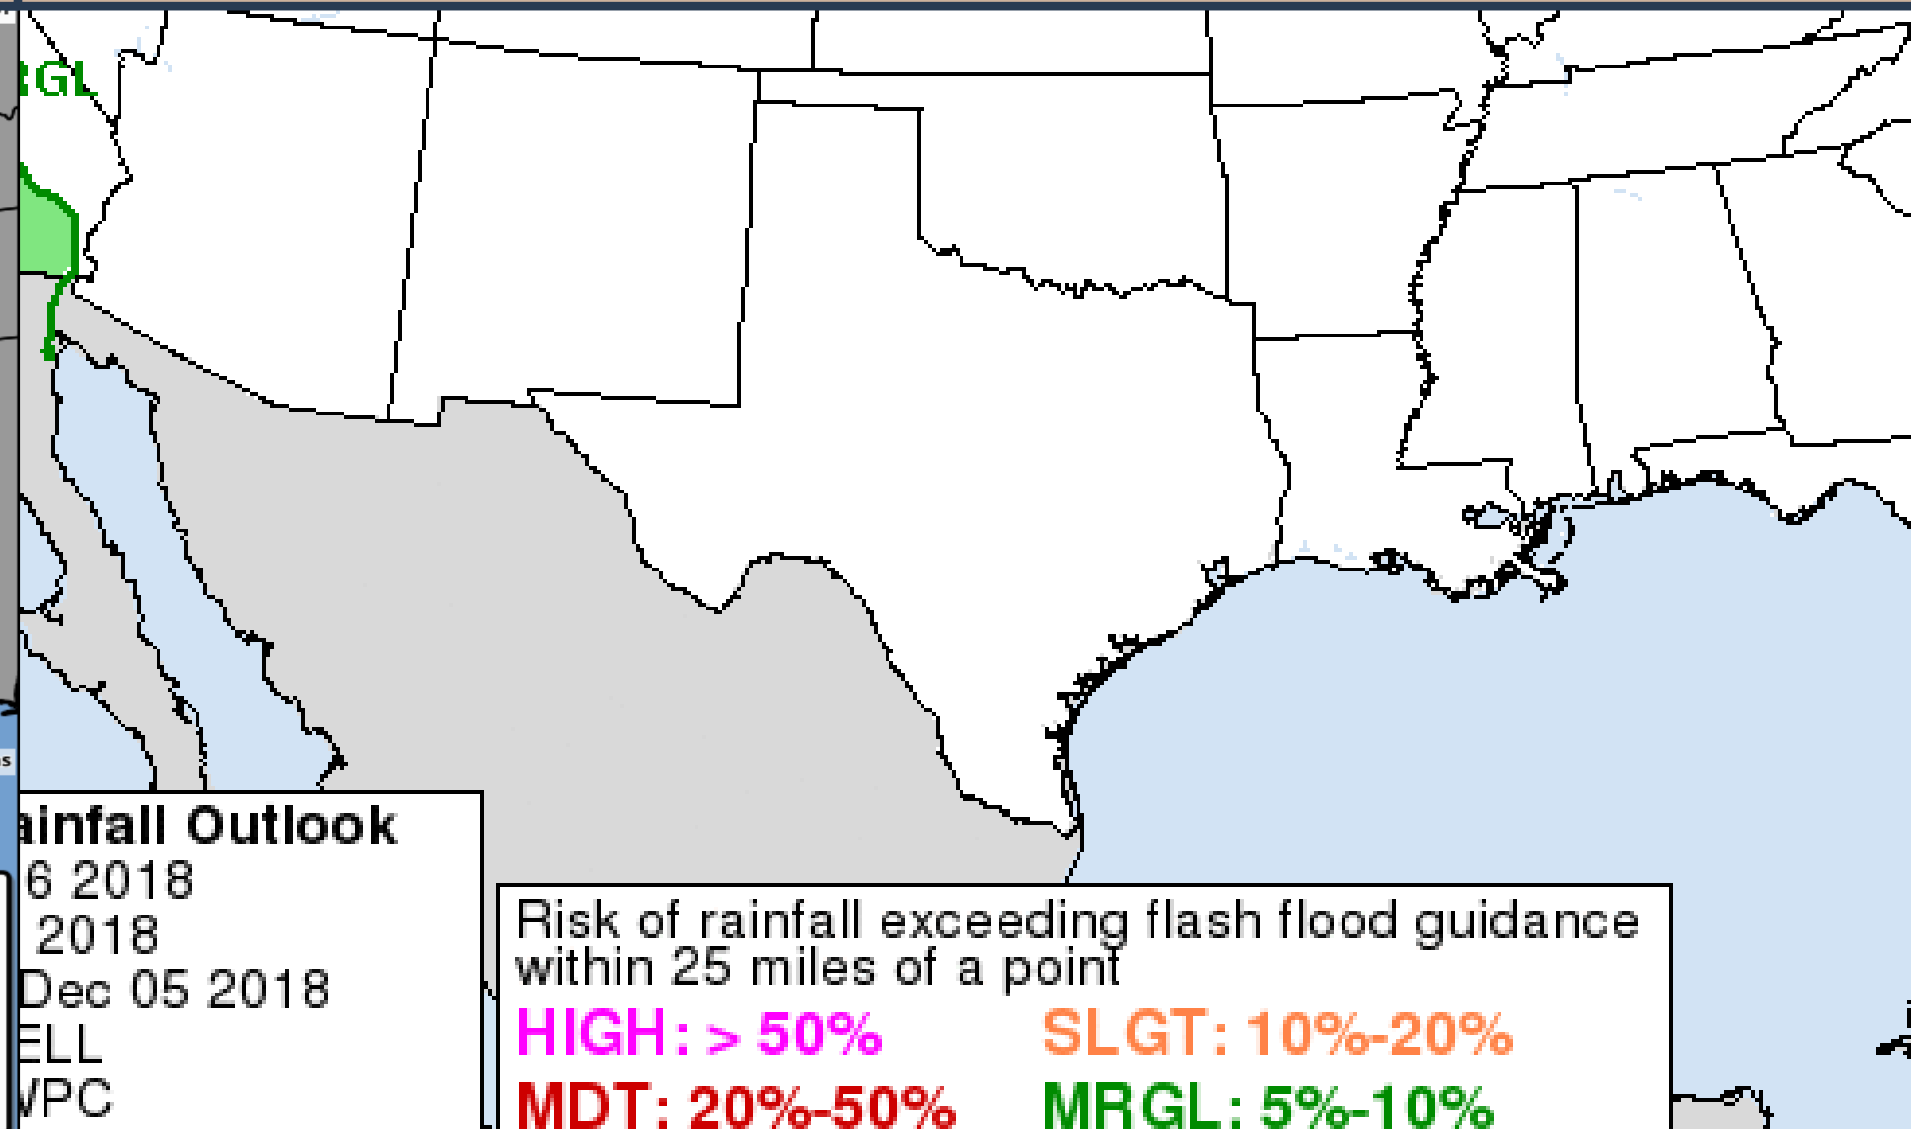 RGL
ainfall Outlook
6 2018
2018
Dec 05 2018
ELL
WPC
Risk of rainfall exceeding flash flood guidance
within 25 miles of a point
HIGH: > 50%
SLGT: 10%-20%
MDT: 20%-50%
MRGL: 5%-10%